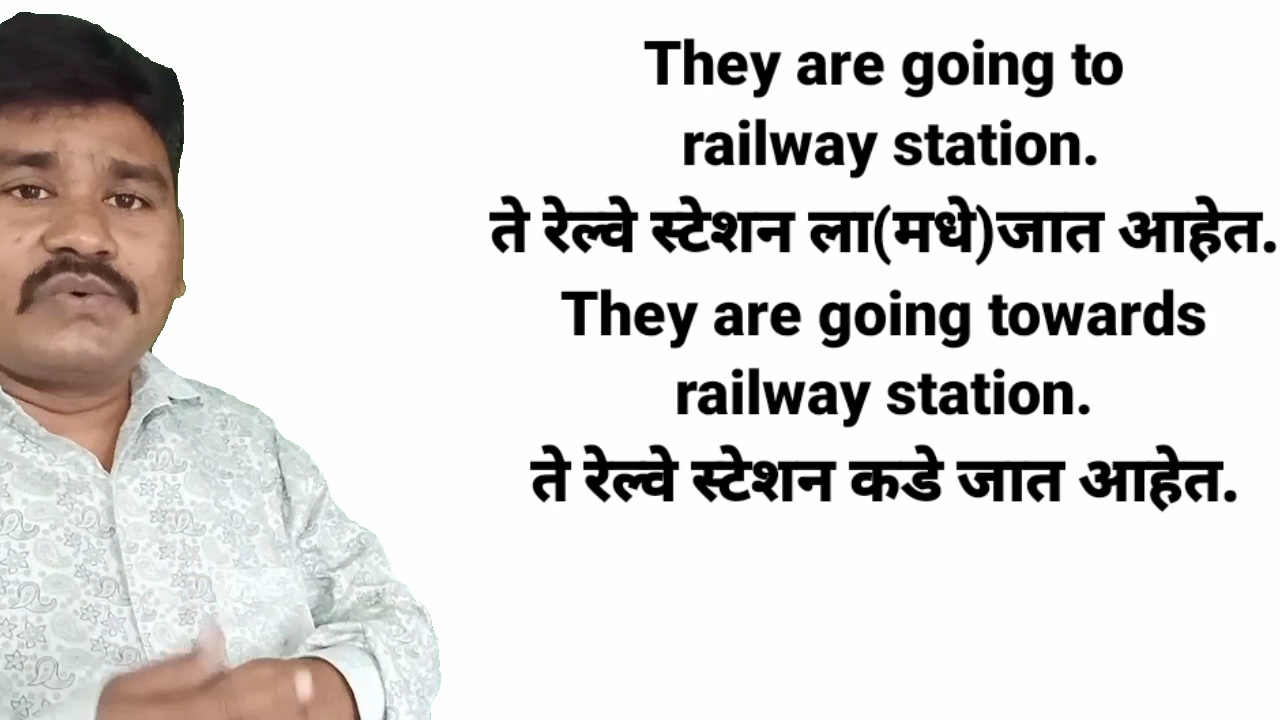 They are going to
railway station.
ते रेल्वे स्टेशन ला(मधे)जात आहेत.
They are going towards
railway station.
ते रेल्वे स्टेशन कडे जात आहेत.